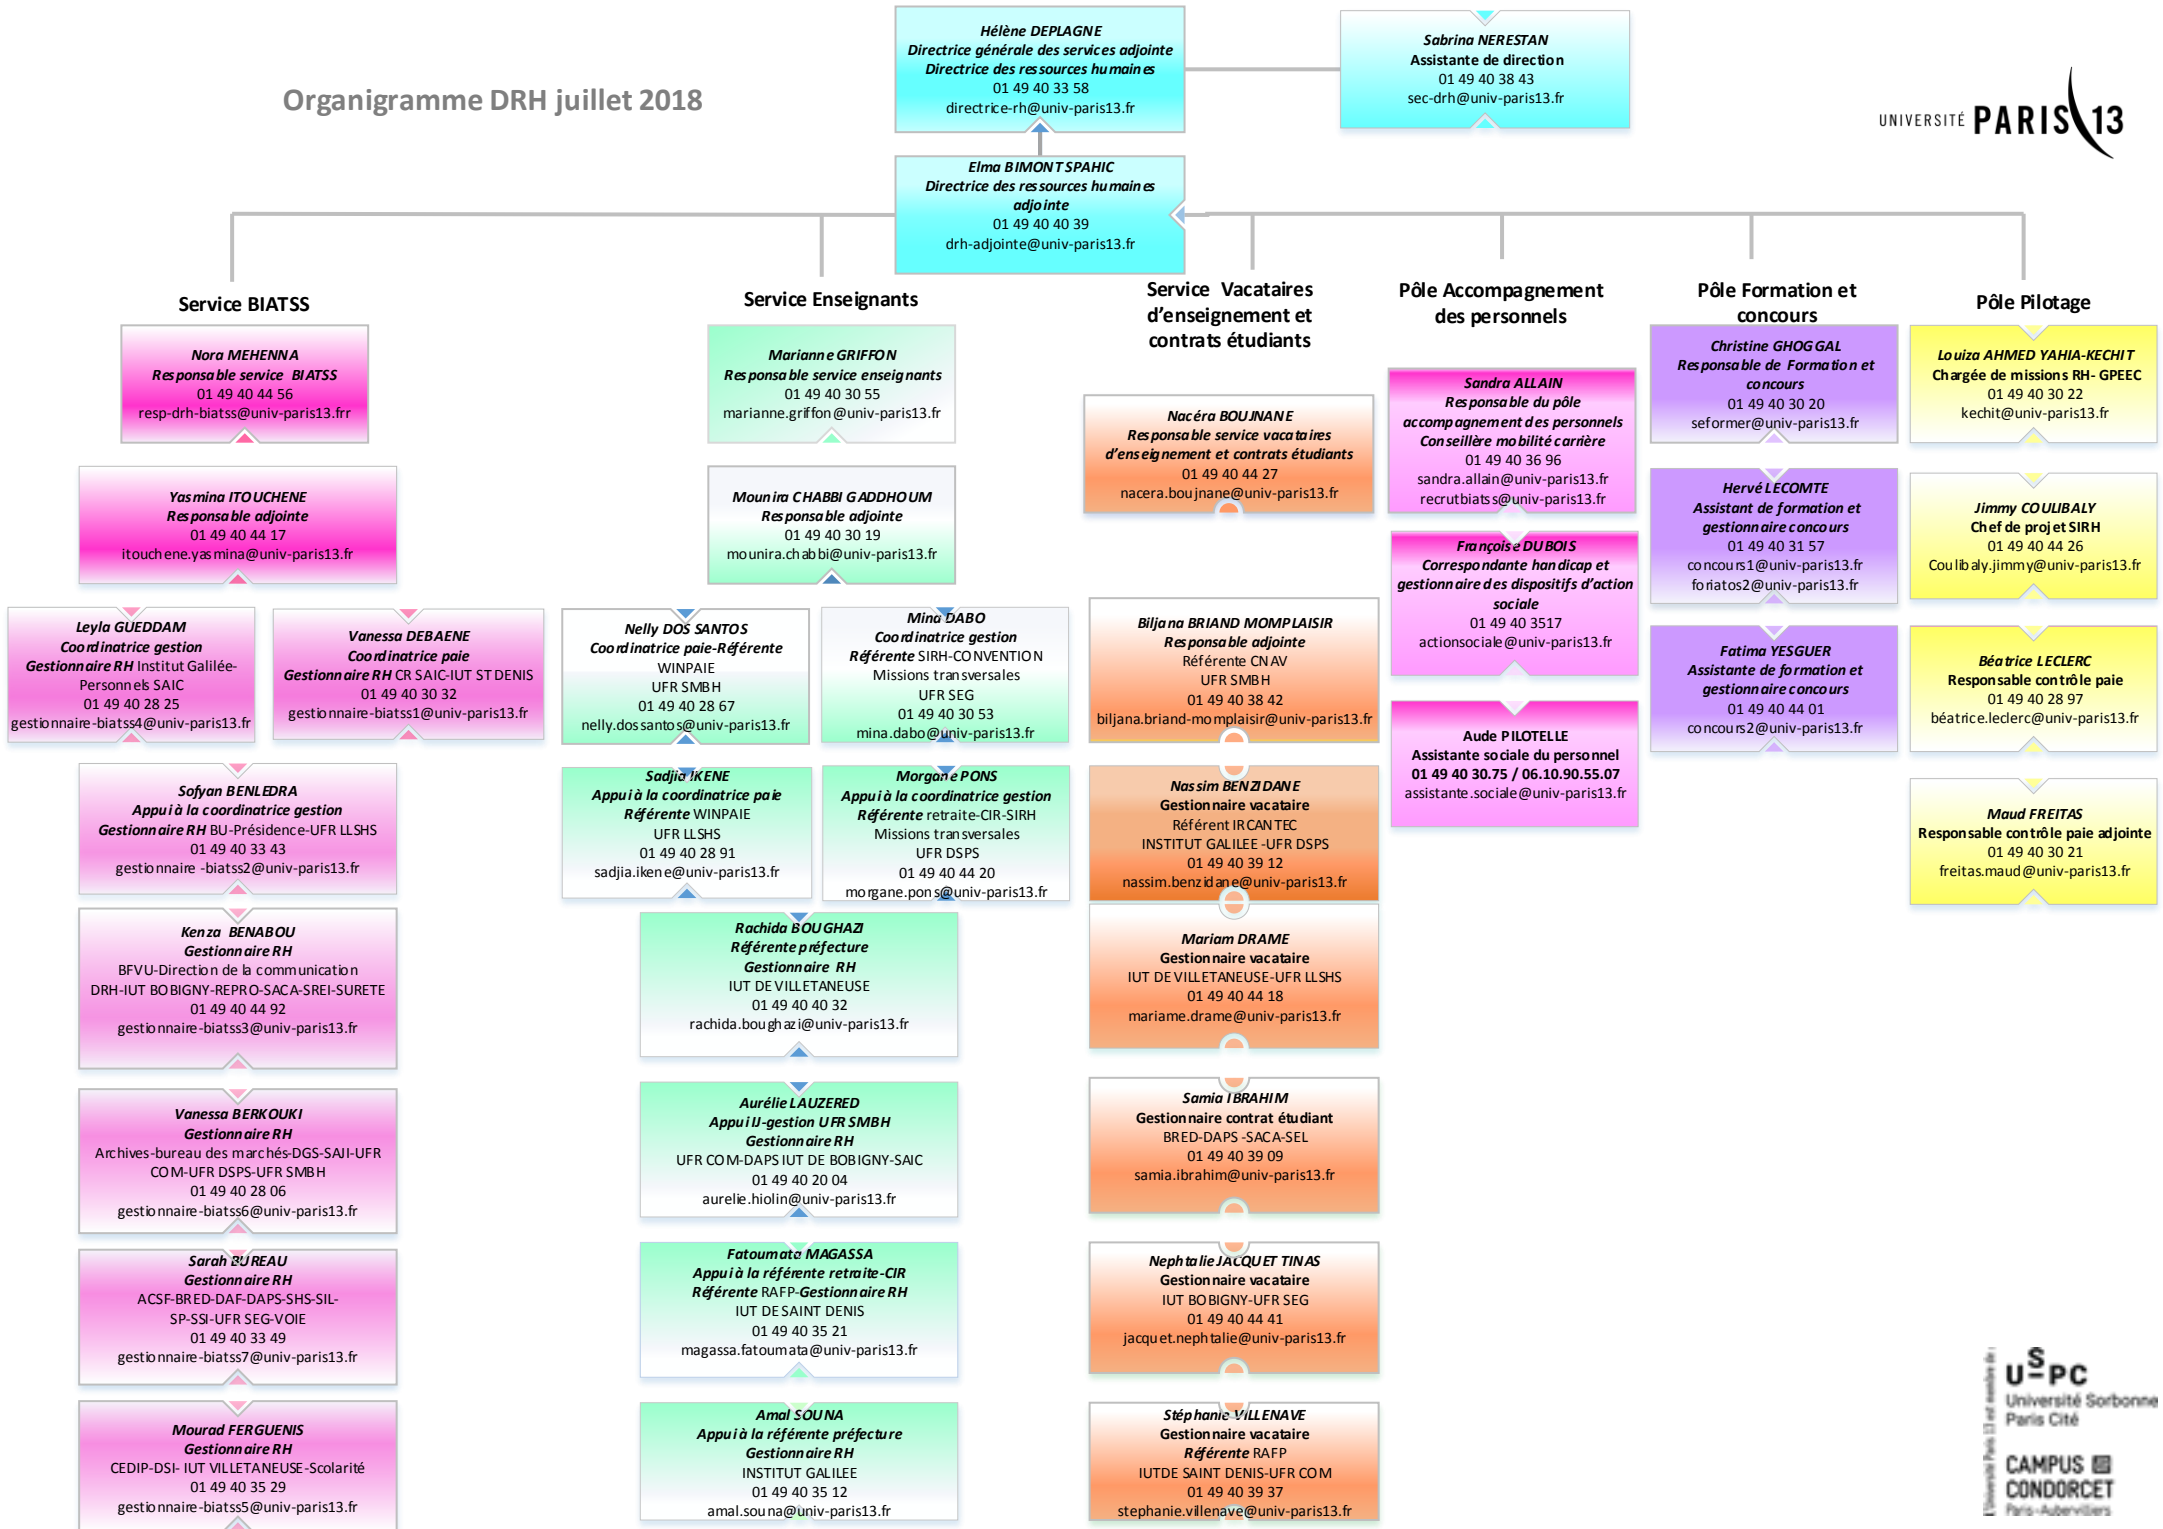 Organigramme DRH juillet 2018
UNIVERSITÉ PARIS 13
Hélène DEPLAGNE
Directrice générale des services adjointe
Directrice des ressources humaines
01 49 40 33 58
directrice-rh@univ-paris13.fr
Sabrina NERESTAN
Assistante de direction
01 49 40 38 43
sec-drh@univ-paris13.fr
Elma BIMONT SPAHIC
Directrice des ressources humaines
adjointe
01 49 40 40 39
drh-adjointe@univ-paris13.fr
Service BIATSS
Nora MEHENNA
Responsable service BIATSS
01 49 40 44 56
resp-drh-biatss@univ-paris13.frr
Yasmina ITOUCHENE
Responsable adjointe
01 49 40 44 17
itouchene.yasmina@univ-paris13.fr
Leyla GUEDDAM
Coordinatrice gestion
Gestionnaire RH Institut Galilée-
Personnels SAIC
01 49 40 28 25
gestionnaire-biatss4@univ-paris13.fr
Vanessa DEBAENE
Coordinatrice paie
Gestionnaire RH CR SAIC-IUT ST DENIS
01 49 40 30 32
gestionnaire-biatss1@univ-paris13.fr
Sofyan BENLEDRA
Appui à la coordinatrice gestion
Gestionnaire RH BU-Présidence-UFR LLSHS
01 49 40 33 43
gestionnaire -biatss2@univ-paris13.fr
Kenza BENABOU
Gestionnaire RH
BFVU-Direction de la communication
DRH-IUT BOBIGNY-REPRO-SACA-SREI-SURETE
01 49 40 44 92
gestionnaire-biatss3@univ-paris13.fr
Vanessa BERKOUKI
Gestionnaire RH
Archives-bureau des marchés-DGS-SAJI-UFR
COM-UFR DSPS-UFR SMBH
01 49 40 28 06
gestionnaire-biatss6@univ-paris13.fr
Sarah BUREAU
Gestionnaire RH
ACSF-BRED-DAF-DAPS-SHS-SIL-
SP-SSI-UFR SEG-VOIE
01 49 40 33 49
gestionnaire-biatss7@univ-paris13.fr
Mourad FERGUENIS
Gestionnaire RH
CEDIP-DSI- IUT VILLETANEUSE-Scolarité
01 49 40 35 29
gestionnaire-biatss5@univ-paris13.fr
Service Enseignants
Marianne GRIFFON
Responsable service enseignants
01 49 40 30 55
marianne.griffon@univ-paris13.fr
Mounira CHABBI GADDHOUM
Responsable adjointe
01 49 40 30 19
mounira.chabbi@univ-paris13.fr
Nelly DOS SANTOS
Coordinatrice paie-Référente
WINPAIE
UFR SMBH
01 49 40 28 67
nelly.dossantos@univ-paris13.fr
Mina DABO
Coordinatrice gestion
Référente SIRH-CONVENTION
Missions transversales
UFR SEG
01 49 40 30 53
mina.dabo@univ-paris13.fr
Sadjia IKENE
Appui à la coordinatrice paie
Référente WINPAIE
UFR LLSHS
01 49 40 28 91
sadjia.ikene@univ-paris13.fr
Morgane PONS
Appui à la coordinatrice gestion
Référente retraite-CIR-SIRH
Missions transversales
UFR DSPS
01 49 40 44 20
morgane.pons@univ-paris13.fr
Rachida BOUGHAZI
Référente préfecture
Gestionnaire RH
IUT DE VILLETANEUSE
01 49 40 40 32
rachida.boughazi@univ-paris13.fr
Aurélie LAUZERED
Appui IJ-gestion UFR SMBH
Gestionnaire RH
UFR COM-DAPS IUT DE BOBIGNY-SAIC
01 49 40 20 04
aurelie.hiolin@univ-paris13.fr
Fatoumata MAGASSA
Appui à la référente retraite-CIR
Référente RAFP-Gestionnaire RH
IUT DE SAINT DENIS
01 49 40 35 21
magassa.fatoumata@univ-paris13.fr
Amal SOUNA
Appui à la référente préfecture
Gestionnaire RH
INSTITUT GALILEE
01 49 40 35 12
amal.souna@univ-paris13.fr
Service Vacataires
d'enseignement et
contrats étudiants
Nacéra BOUJNANE
Responsable service vacataires
d'enseignement et contrats étudiants
01 49 40 44 27
nacera.boujnane@univ-paris13.fr
Biljana BRIAND MOMPLAISIR
Responsable adjointe
Référente CNAV
UFR SMBH
01 49 40 38 42
biljana.briand-momplaisir@univ-paris13.fr
Nassim BENZIDANE
Gestionnaire vacataire
Référent IRCANTEC
INSTITUT GALILEE -UFR DSPS
01 49 40 39 12
nassim.benzidane@univ-paris13.fr
Mariam DRAME
Gestionnaire vacataire
IUT DE VILLETANEUSE-UFR LLSHS
01 49 40 44 18
mariame.drame@univ-paris13.fr
Samia IBRAHIM
Gestionnaire contrat étudiant
BRED-DAPS -SACA-SEL
01 49 40 39 09
samia.ibrahim@univ-paris13.fr
Nephtalie JACQUET TINAS
Gestionnaire vacataire
IUT BOBIGNY-UFR SEG
01 49 40 44 41
jacquet.nephtalie@univ-paris13.fr
Stéphanie VILLENAVE
Gestionnaire vacataire
Référente RAFP
IUTDE SAINT DENIS-UFR COM
01 49 40 39 37
stephanie.villenave@univ-paris13.fr
Pôle Accompagnement
des personnels
Sandra ALLAIN
Responsable du pôle
accompagnement des personnels
Conseillère mobilité carrière
01 49 40 36 96
sandra.allain@univ-paris13.fr
recrutbiatss@univ-paris13.fr
Françoise DUBOIS
Correspondante handicap et
gestionnaire des dispositifs d'action
sociale
01 49 40 3517
actionsociale@univ-paris13.fr
Aude PILOTELLE
Assistante sociale du personnel
01 49 40 30.75 / 06.10.90.55.07
assistante.sociale@univ-paris13.fr
Pôle Formation et
concours
Christine GHOGGAL
Responsable de Formation et
concours
01 49 40 30 20
seformer@univ-paris13.fr
Hervé LECOMTE
Assistant de formation et
gestionnaire concours
01 49 40 31 57
concours1@univ-paris13.fr
foriatos2@univ-paris13.fr
Fatima YESGUER
Assistante de formation et
gestionnaire concours
01 49 40 44 01
concours2@univ-paris13.fr
Pôle Pilotage
Louiza AHMED YAHIA-KECHIT
Chargée de missions RH- GPEEC
01 49 40 30 22
kechit@univ-paris13.fr
Jimmy COULIBALY
Chef de projet SIRH
01 49 40 44 26
Coulibaly.jimmy@univ-paris13.fr
Béatrice LECLERC
Responsable contrôle paie
01 49 40 28 97
béatrice.leclerc@univ-paris13.fr
Maud FREITAS
Responsable contrôle paie adjointe
01 49 40 30 21
freitas.maud@univ-paris13.fr
l'Université Paris 13 est membre de :
USPC
Université Sorbonne
Paris Cité
CAMPUS
CONDORCET
Paris-Aubervilliers